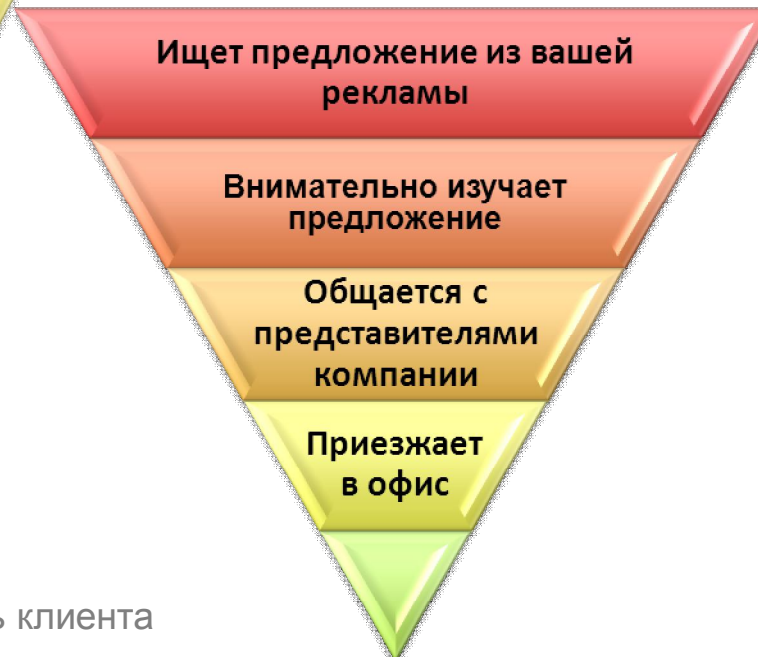 Ищет предложение из вашей
рекламы
Внимательно изучает
предложение
Общается с
представителями
компании
Приезжает
в офис
клиента